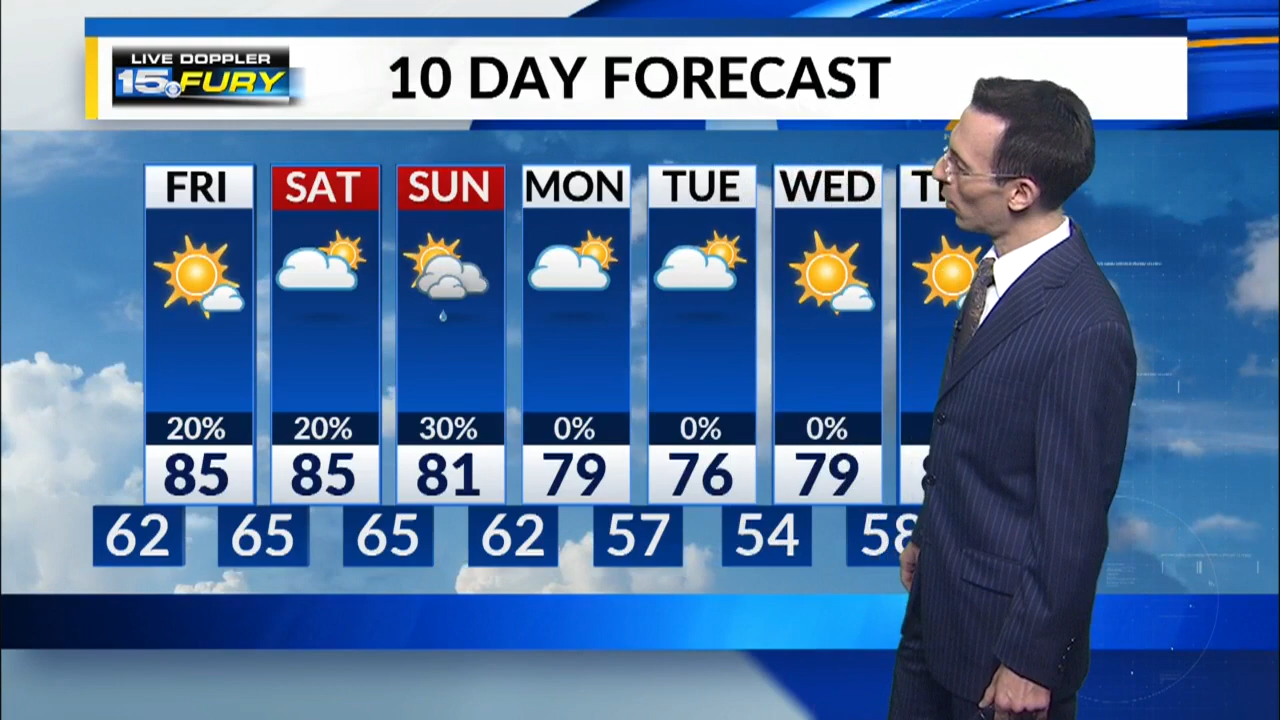 LIVE DOPPLER
15 FURY
10 DAY FORECAST
FRI SAT SUN MON TUE WED
20% 20% 30% 0% 0% 0%
85 85 81 79 76 79
62 65 65 62 57 54 58